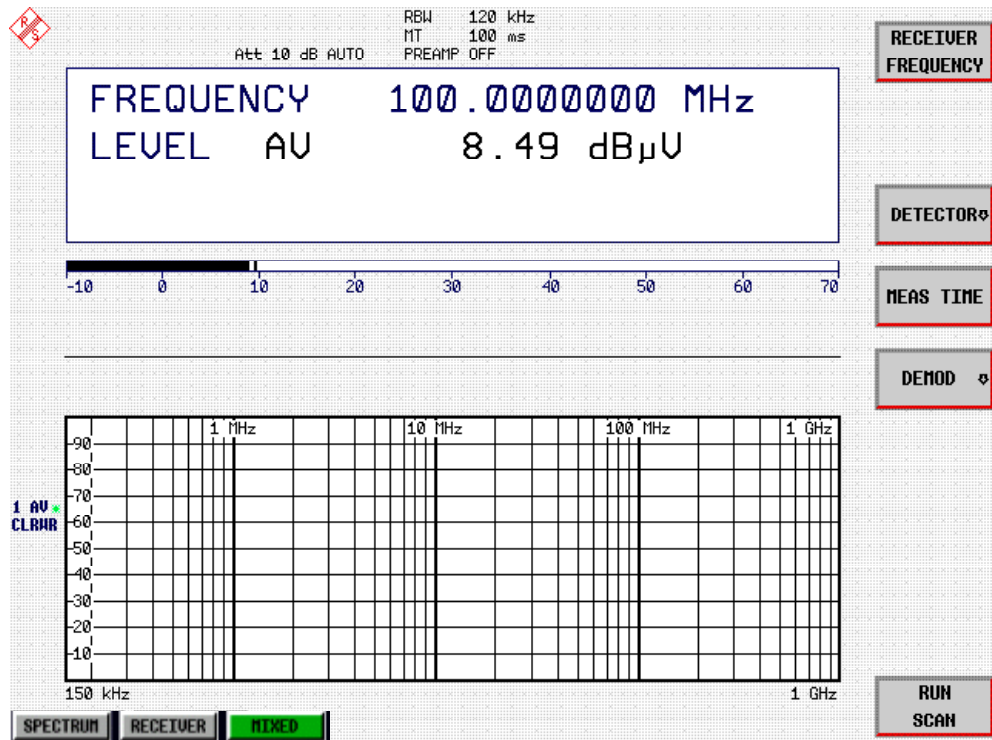 R S
RBW 120 kHz
MT 100 ms
Att 10 dB AUTO PREAMP OFF
FREQUENCY 100.0000000 MHz
LEVEL AV 8.49 dBµV
-10 0 10 20 30 40 50 60 70
1 MHz 10 MHz 100 MHz 1 GHz
90
80
70
60
50
40
30
20
10
1 AV
CLRWR
150 kHz 1 GHz
SPECTRUM RECEIVER MIXED
RECEIVER
FREQUENCY
DETECTOR
MEAS TIME
DEMOD
RUN
SCAN